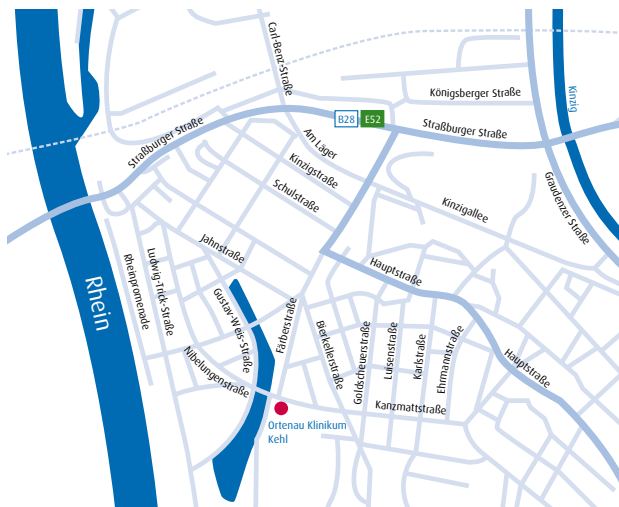 Carl-Benz-Straße
Königsberger Straße
Kinzig
B28
E52
Straßburger Straße
Straßburger Straße
Am Läger
Kinzigstraße
Schulstraße
Kinzigallee
Graudenzer Straße
Jahnstraße
Hauptstraße
Rhein
Rheinpromenade
Ludwig-Trick-Straße
Gustav-Weis-Straße
Färberstraße
Bierkellerstraße
Goldscheuerstraße
Luisenstraße
Karlstraße
Ehrmannstraße
Hauptstraße
Nibelungenstraße
Kanzmattstraße
Ortenau Klinikum
Kehl